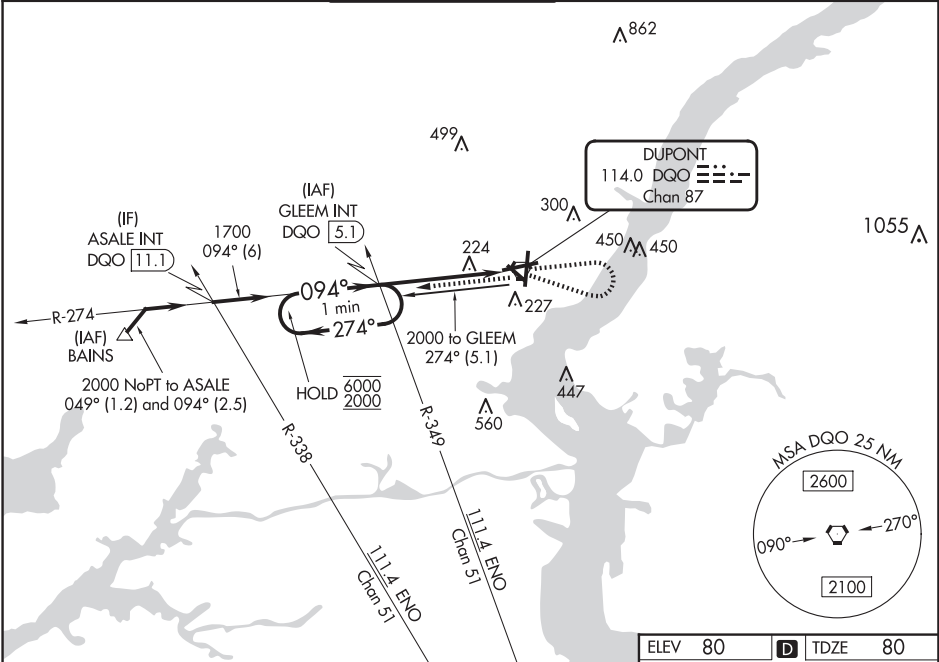 862
499
DUPONT
114.0 DQO
Chan 87
(IAF)
GLEEM INT
DQO 5.1
(IF)
ASALE INT
DQO 11.1
1700
094° (6)
300
1055
450
450
224
094°
1 min
274°
227
R-274
(IAF)
BAINS
2000 to GLEEM
274° (5.1)
2000 NoPT to ASALE
049° (1.2) and 094° (2.5)
HOLD 6000
2000
447
560
R-338
R-349
MSA DQO 25 NM
2600
090°
270°
2100
111.4 ENO
Chan 51
111.4 ENO
Chan 51
ELEV 80 D TDZE 80